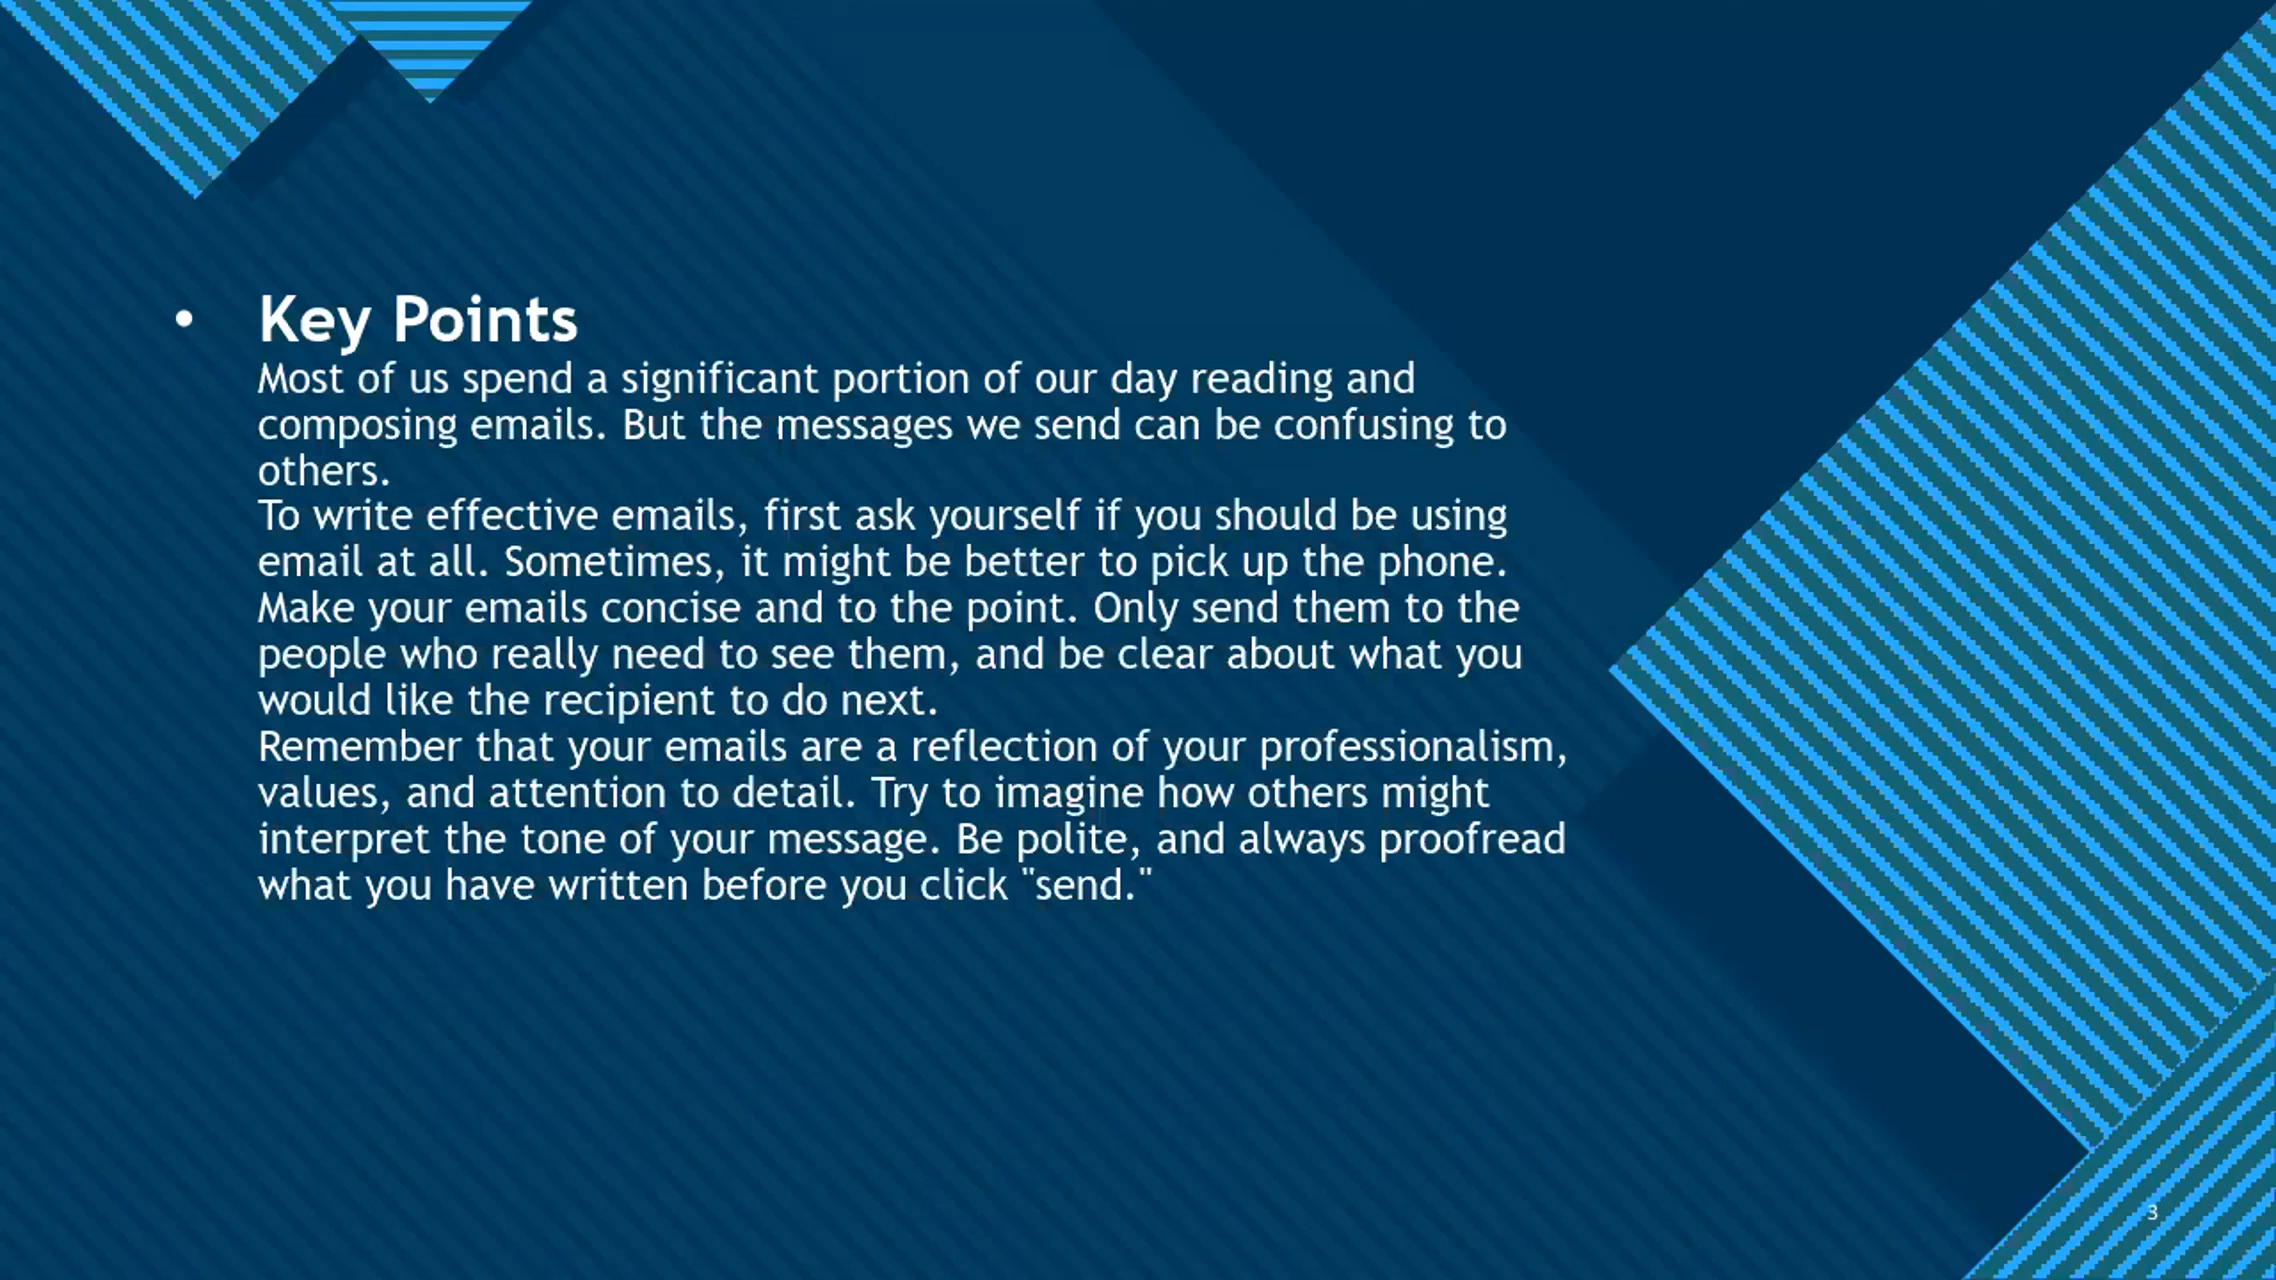 • Key Points
Most of us spend a significant portion of our day reading and
composing emails. But the messages we send can be confusing to
others.
To write effective emails, first ask yourself if you should be using
email at all. Sometimes, it might be better to pick up the phone.
Make your emails concise and to the point. Only send them to the
people who really need to see them, and be clear about what you
would like the recipient to do next.
Remember that your emails are a reflection of your professionalism,
values, and attention to detail. Try to imagine how others might
interpret the tone of your message. Be polite, and always proofread
what you have written before you click "send."
3